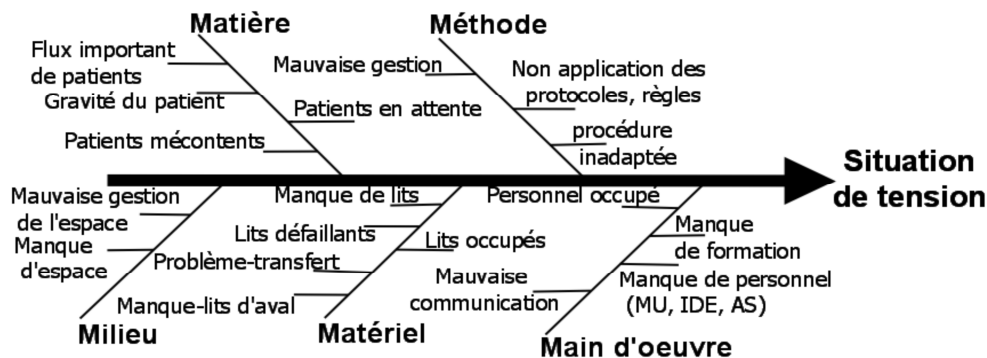 Matière
Méthode
Flux important
de patients
Gravité du patient
Patients en attente
Patients mécontents
Mauvaise gestion
Non application des
protocoles, règles
procédure
inadaptée
Situation
de tension
Mauvaise gestion
de l'espace
Manque
d'espace
Milieu
Manque de lits
Lits défaillants
Lits occupés
Problème-transfert
Manque-lits d'aval
Matériel
Personnel occupé
Manque
de formation
Manque de personnel
(MU, IDE, AS)
Mauvaise
communication
Main d'oeuvre